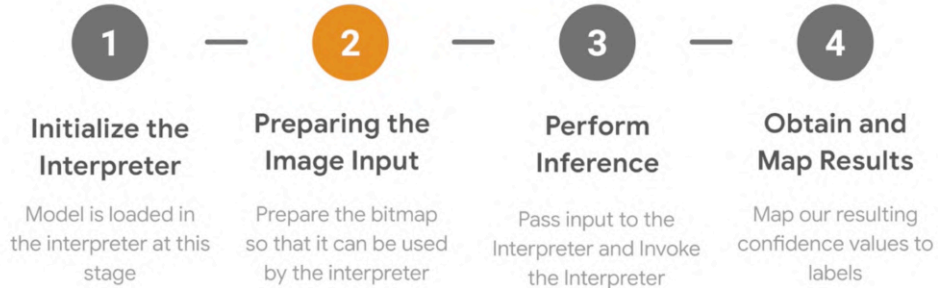 1
2
3
4
Initialize the
Interpreter
Model is loaded in
the interpreter at this
stage
Preparing the
Image Input
Prepare the bitmap
so that it can be used
by the interpreter
Perform
Inference
Pass input to the
Interpreter and Invoke
the Interpreter
Obtain and
Map Results
Map our resulting
confidence values to
labels